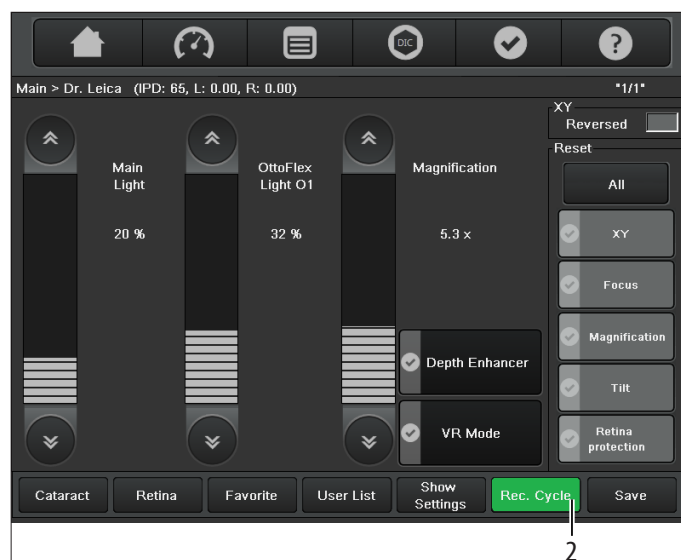 DIC
?
Main > Dr. Leica (IPD: 65, L: 0.00, R: 0.00)
"1/1"
XY
Reversed
Reset
Main
Light
20 %
OttoFlex
Light O1
32 %
Magnification
5.3 x
All
XY
Focus
Magnification
Tilt
Retina
protection
Depth Enhancer
VR Mode
Cataract
Retina
Favorite
User List
Show
Settings
Rec. Cycle
Save
2